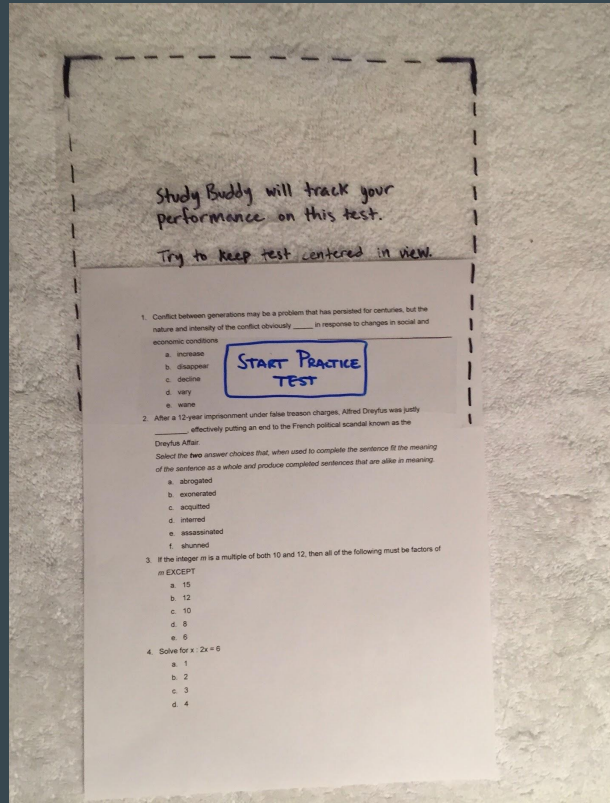 Study Buddy will track your
performance on this test.
Try to keep test centered in view.
1. Conflict between generations may be a problem that has persisted for centuries, but the
nature and intensity of the conflict obviously _____ in response to changes in social and
economic conditions
a. increase
b. disappear
c. decline
d. vary
e. wane
START PRACTICE
TEST
2. After a 12-year imprisonment under false treason charges, Alfred Dreyfus was justly
________, effectively putting an end to the French political scandal known as the
Dreyfus Affair.
Select the two answer choices that, when used to complete the sentence fit the meaning
of the sentence as a whole and produce completed sentences that are alike in meaning.
a. abrogated
b. exonerated
c. acquitted
d. interred
e. assassinated
f. shunned
3. If the integer m is a multiple of both 10 and 12, then all of the following must be factors of
m EXCEPT
a. 15
b. 12
c. 10
d. 8
e. 6
4. Solve for x : 2x = 6
a. 1
b. 2
c. 3
d. 4